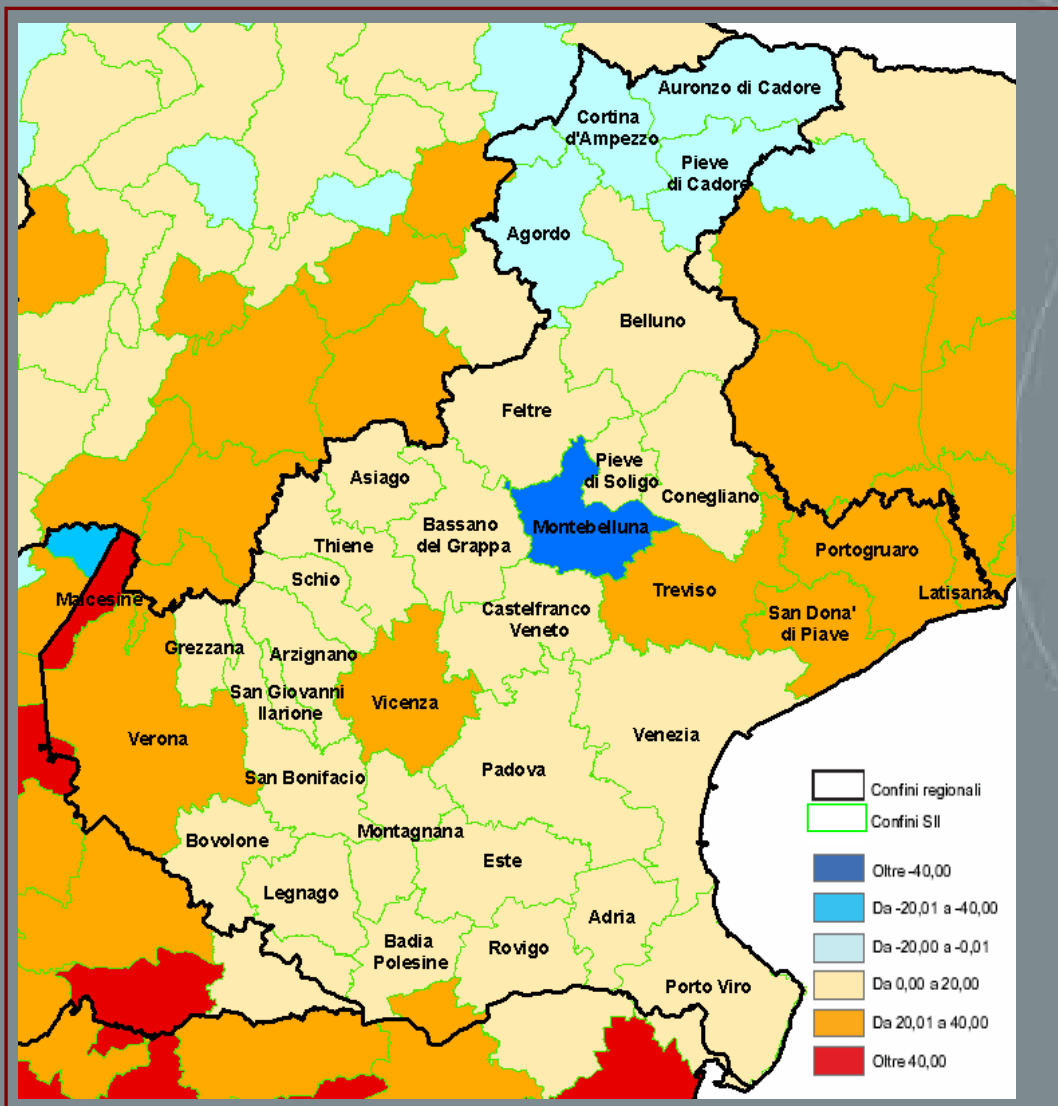 Auronzo di Cadore
Cortina
d'Ampezzo
Pieve
di Cadore
Agordo
Belluno
Feltre
Pieve
di Soligo
Asiago
Conegliano
Bassano
del Grappa
Montebelluna
Thiene
Portogruaro
Schio
Treviso
Latisana
Malcesine
Castelfranco
Veneto
San Dona'
di Piave
Grezzana
Arzignano
San Giovanni
Ilarione
Vicenza
Verona
Venezia
Padova
San Bonifacio
Montagnana
Bovolone
Este
Legnago
Adria
Badia
Polesine
Rovigo
Porto Viro
Confini regionali
Confini Sll
Oltre -40,00
Da -20,01 a -40,00
Da -20,00 a -0,01
Da 0,00 a 20,00
Da 20,01 a 40,00
Oltre 40,00